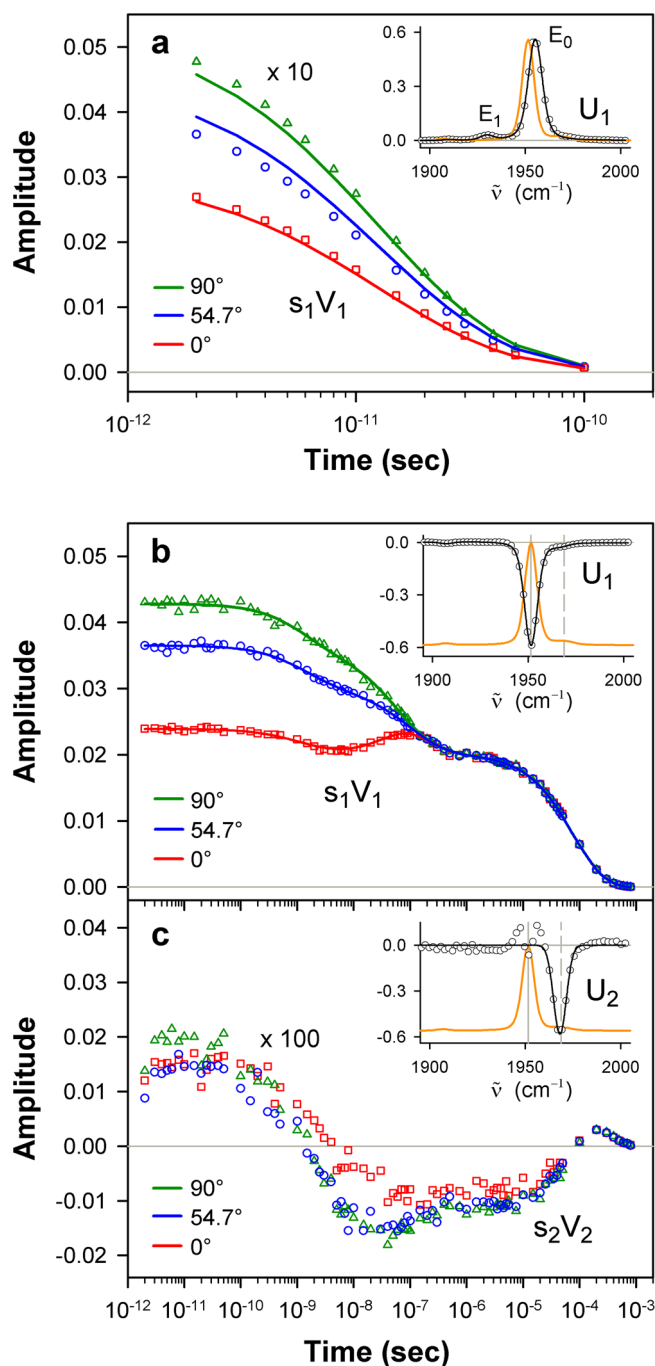 a
x 10
E₀
E₁
U₁
0.6
0.3
0.0
1900 1950 2000
ṽ (cm⁻¹)
0.05
0.04
0.03
0.02
0.01
0.00
Amplitude
90°
54.7°
0°
s₁V₁
10⁻¹² 10⁻¹¹ 10⁻¹⁰
Time (sec)
b
U₁
0.0
-0.3
-0.6
1900 1950 2000
ṽ (cm⁻¹)
0.05
0.04
0.03
0.02
0.01
0.00
Amplitude
s₁V₁
90°
54.7°
0°
c
x 100
U₂
0.0
-0.3
-0.6
1900 1950 2000
ṽ (cm⁻¹)
0.04
0.03
0.02
0.01
0.00
-0.01
-0.02
Amplitude
90°
54.7°
0°
s₂V₂
10⁻¹² 10⁻¹¹ 10⁻¹⁰ 10⁻⁹ 10⁻⁸ 10⁻⁷ 10⁻⁶ 10⁻⁵ 10⁻⁴ 10⁻³
Time (sec)